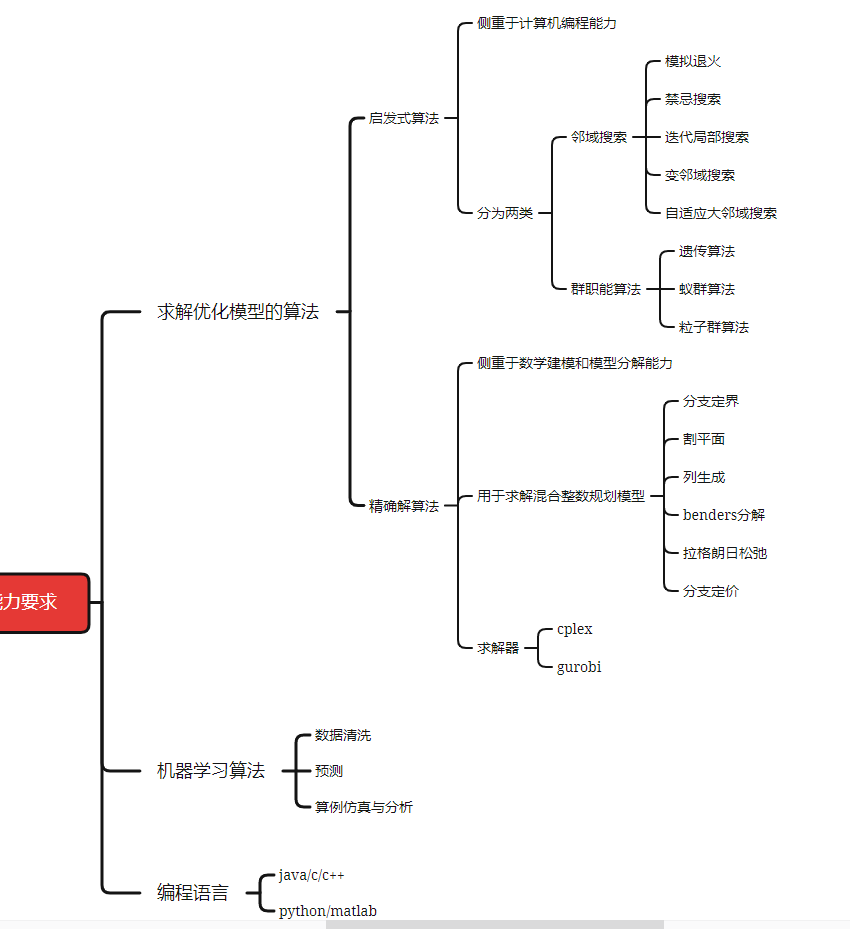 侧重于计算机编程能力
模拟退火
禁忌搜索
启发式算法
邻域搜索
迭代局部搜索
变邻域搜索
分为两类
自适应大邻域搜索
遗传算法
群职能算法
蚁群算法
求解优化模型的算法
粒子群算法
侧重于数学建模和模型分解能力
分支定界
割平面
列生成
用于求解混合整数规划模型
精确解算法
benders分解
拉格朗日松弛
分支定价
力要求
cplex
求解器
gurobi
数据清洗
机器学习算法
预测
算例仿真与分析
java/c/c++
编程语言
python/matlab